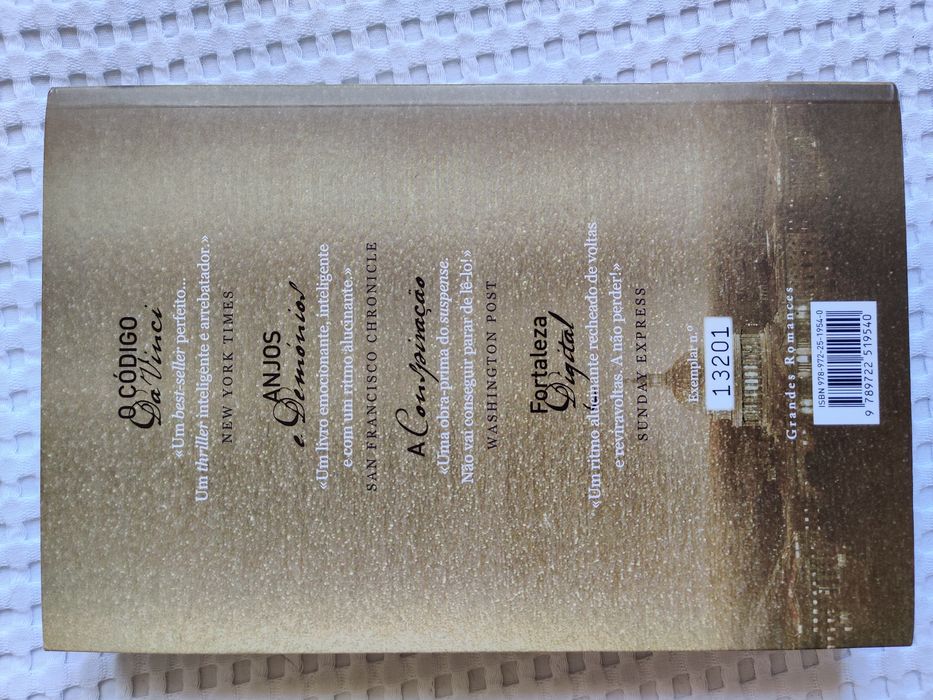 O CÓDIGO
Da Vinci
«Um best-seller perfeito...
Um thriller inteligente e arrebatador.»
NEW YORK TIMES
ANJOS
e Demónios
«Um livro emocionante, inteligente
e com um ritmo alucinante.»
SAN FRANCISCO CHRONICLE
A Conspiração
«Uma obra-prima do suspense.
Não vai conseguir parar de lê-lo!»
WASHINGTON POST
Fortaleza
Digital
«Um ritmo alucinante recheado de voltas
e reviravoltas. A não perder!»
SUNDAY EXPRESS
Exemplar n.º
13201
Grandes Romances
ISBN 978-972-25-1954-0
9 789722 519540